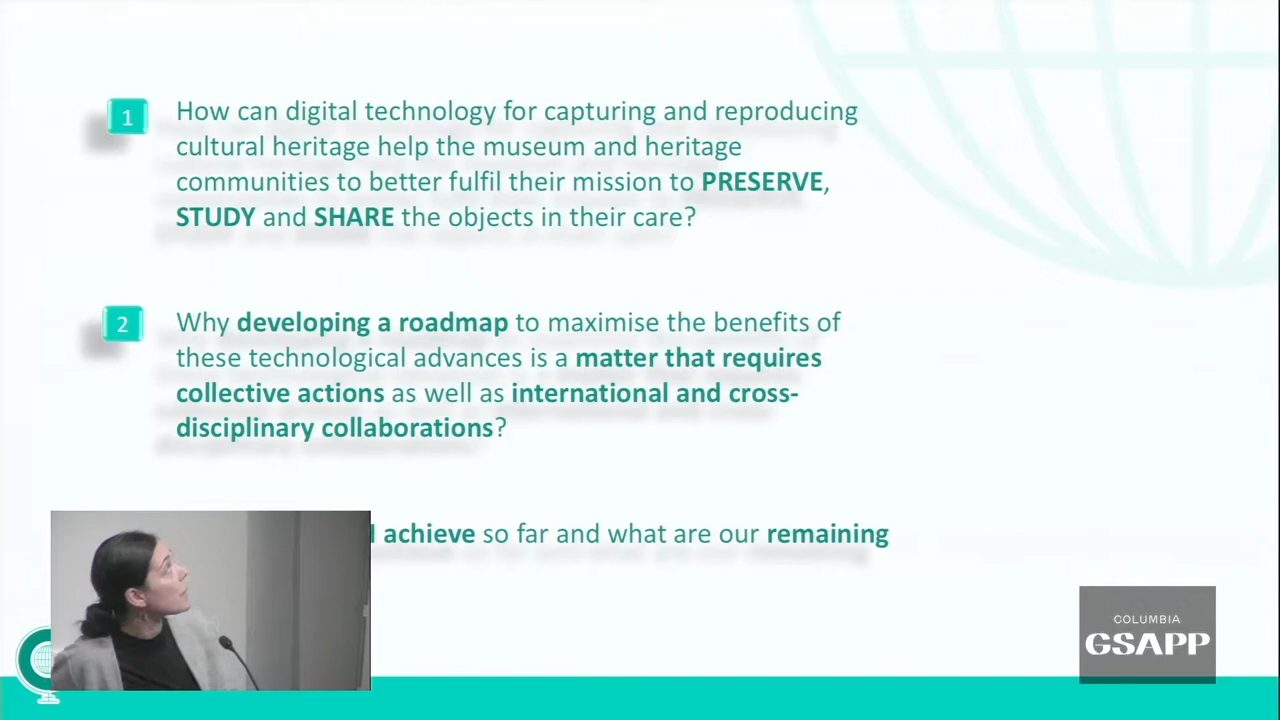 1
How can digital technology for capturing and reproducing
cultural heritage help the museum and heritage
communities to better fulfil their mission to PRESERVE,
STUDY and SHARE the objects in their care?
2
Why developing a roadmap to maximise the benefits of
these technological advances is a matter that requires
collective actions as well as international and cross-
disciplinary collaborations?
achieve so far and what are our remaining
COLUMBIA
GSAPP